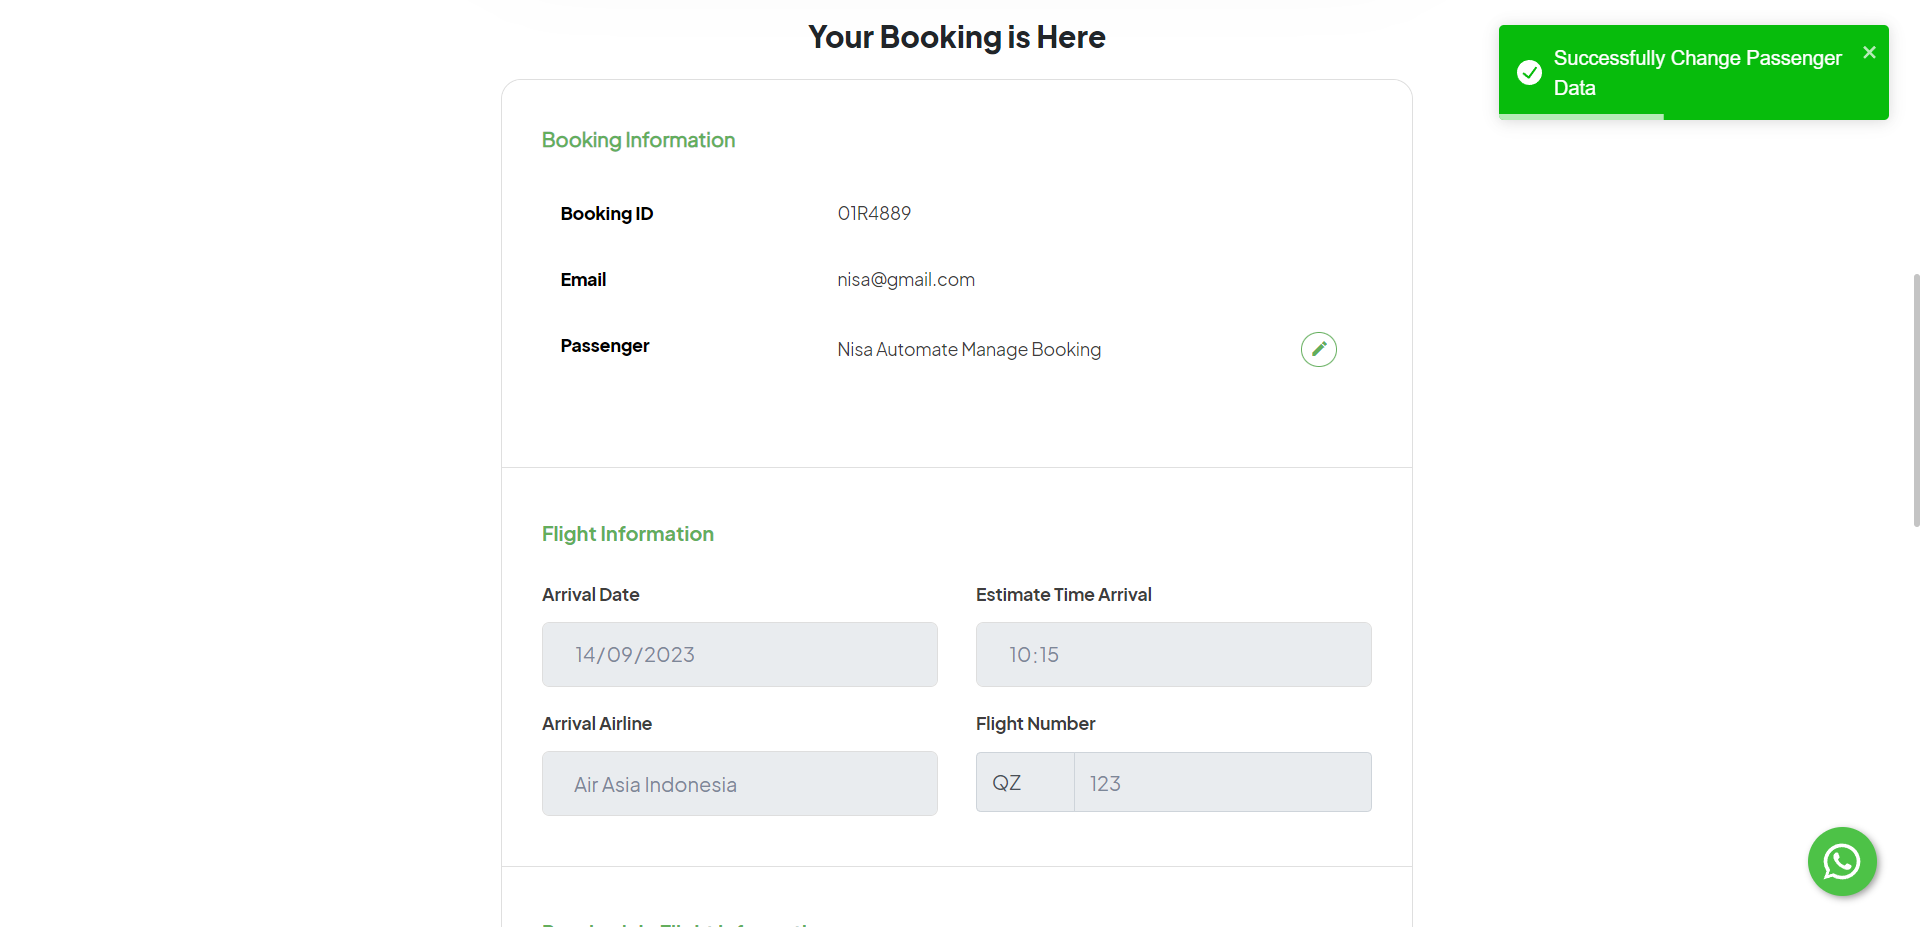 Your Booking is Here
Successfully Change Passenger
Data
Booking Information
Booking ID
01R4889
Email
nisa@gmail.com
Passenger
Nisa Automate Manage Booking
Flight Information
Arrival Date
Estimate Time Arrival
14/09/2023
10:15
Arrival Airline
Flight Number
Air Asia Indonesia
QZ
123